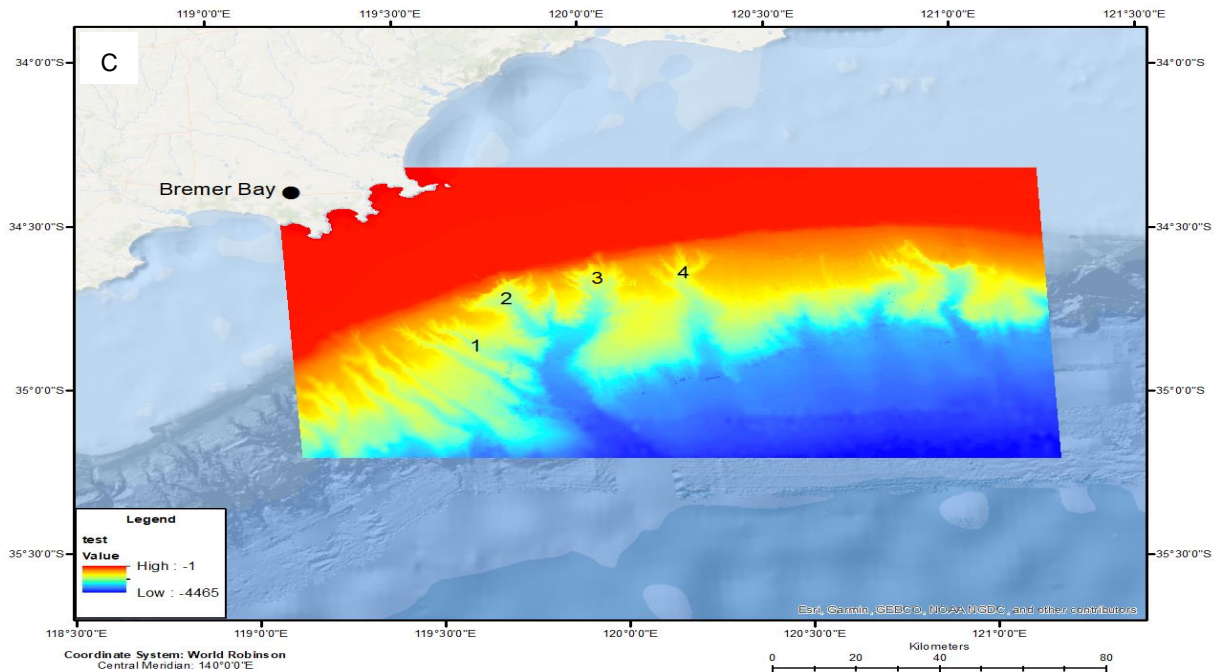 119°0'0"E 119°30'0"E 120°0'0"E 120°30'0"E 121°0'0"E 121°30'0"E
C
34°0'0"S 34°0'0"S
Bremer Bay
34°30'0"S 34°30'0"S
3
4
2
1
35°0'0"S 35°0'0"S
Legend
test
Value
High : -1
Low : -4465
35°30'0"S 35°30'0"S
Esri, Garmin, GEBCO, NOAA NGDC, and other contributors
118°30'0"E 119°0'0"E 119°30'0"E 120°0'0"E 120°30'0"E 121°0'0"E
Coordinate System: World Robinson
Central Meridian: 140°0'0"E
Kilometers
0 10 20 40 60 80